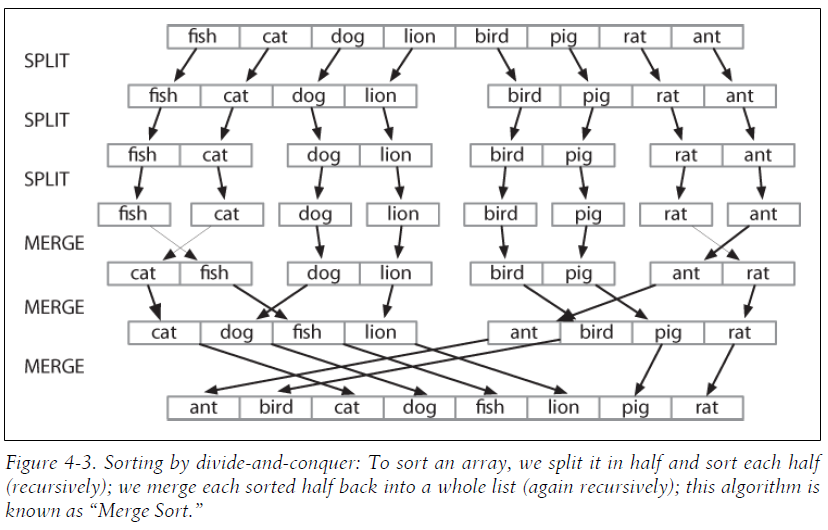 fish cat dog lion bird pig rat ant
SPLIT
fish cat dog lion bird pig rat ant
SPLIT
fish cat dog lion bird pig rat ant
SPLIT
fish cat dog lion bird pig rat ant
MERGE
cat fish dog lion bird pig ant rat
MERGE
cat dog fish lion ant bird pig rat
MERGE
ant bird cat dog fish lion pig rat
Figure 4-3. Sorting by divide-and-conquer: To sort an array, we split it in half and sort each half
(recursively); we merge each sorted half back into a whole list (again recursively); this algorithm is
known as “Merge Sort.”